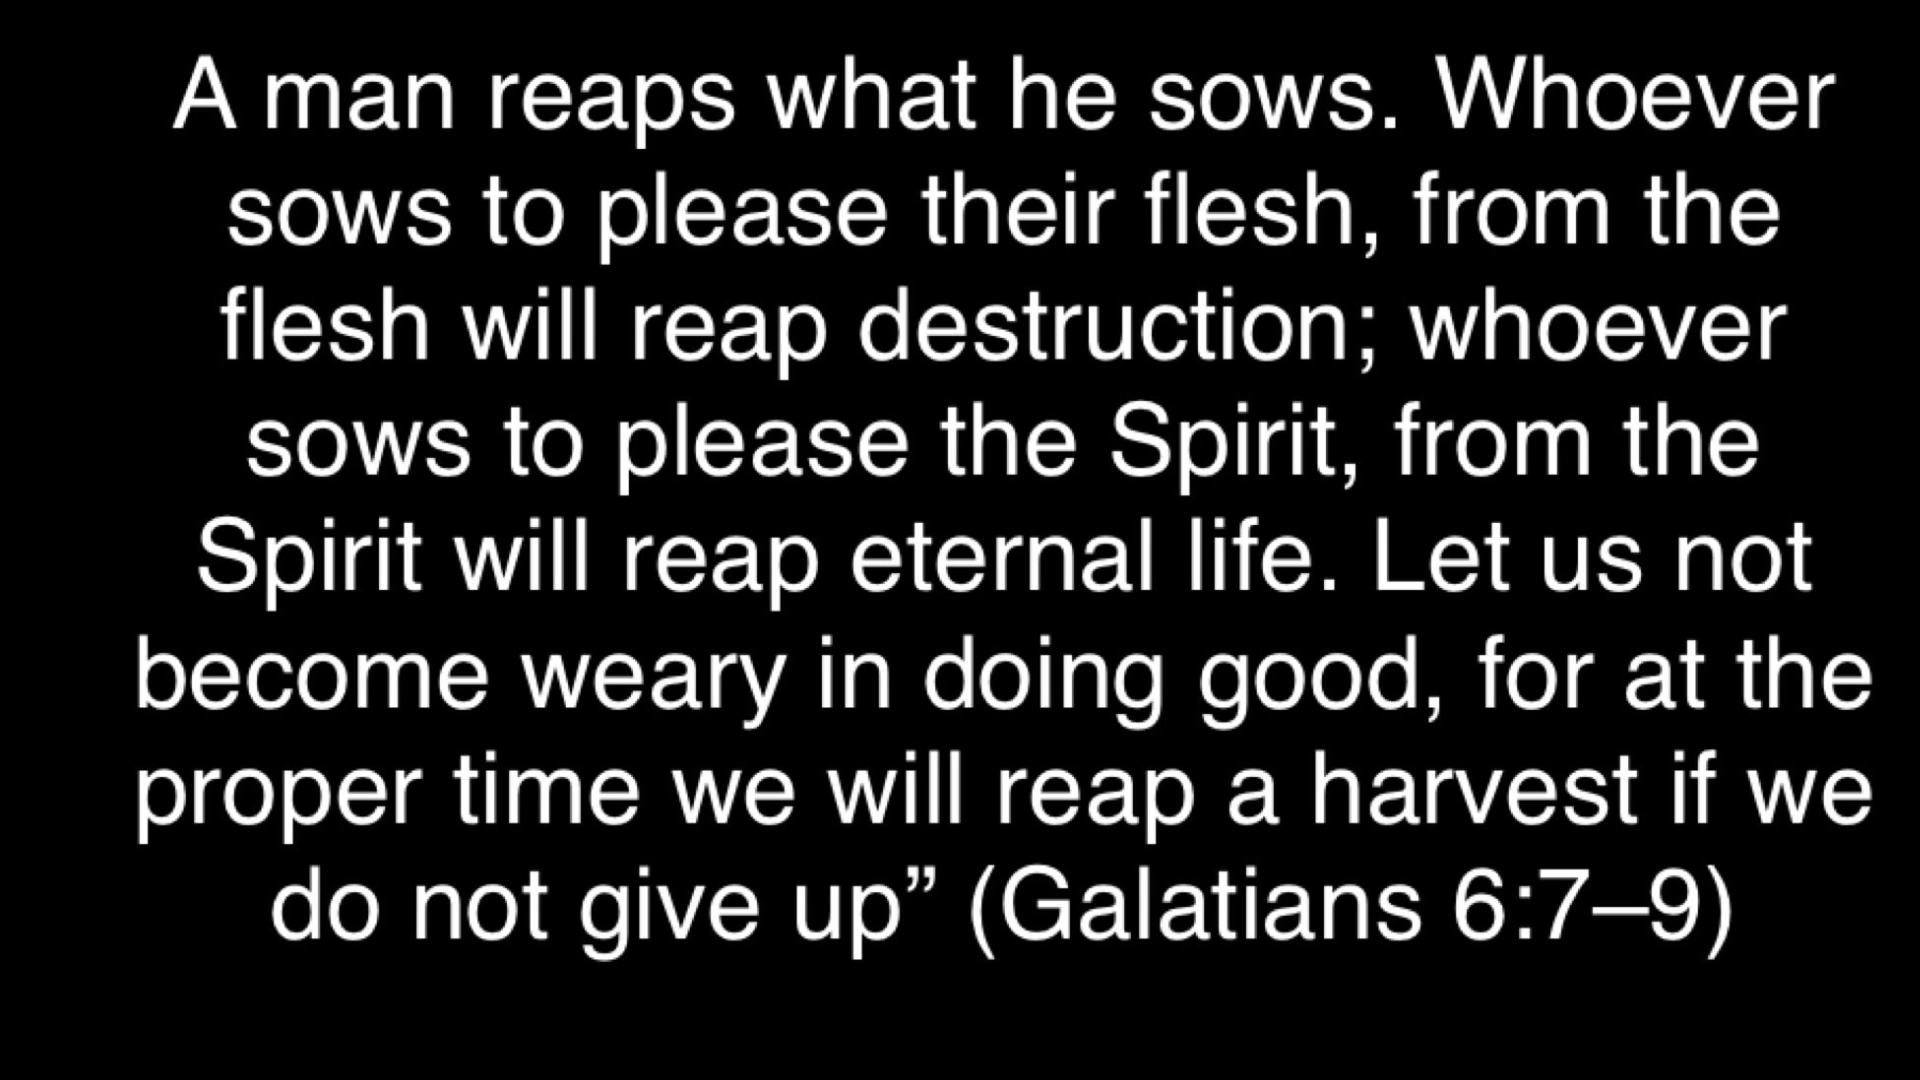 A man reaps what he sows. Whoever
sows to please their flesh, from the
flesh will reap destruction; whoever
sows to please the Spirit, from the
Spirit will reap eternal life. Let us not
become weary in doing good, for at the
proper time we will reap a harvest if we
do not give up” (Galatians 6:7–9)